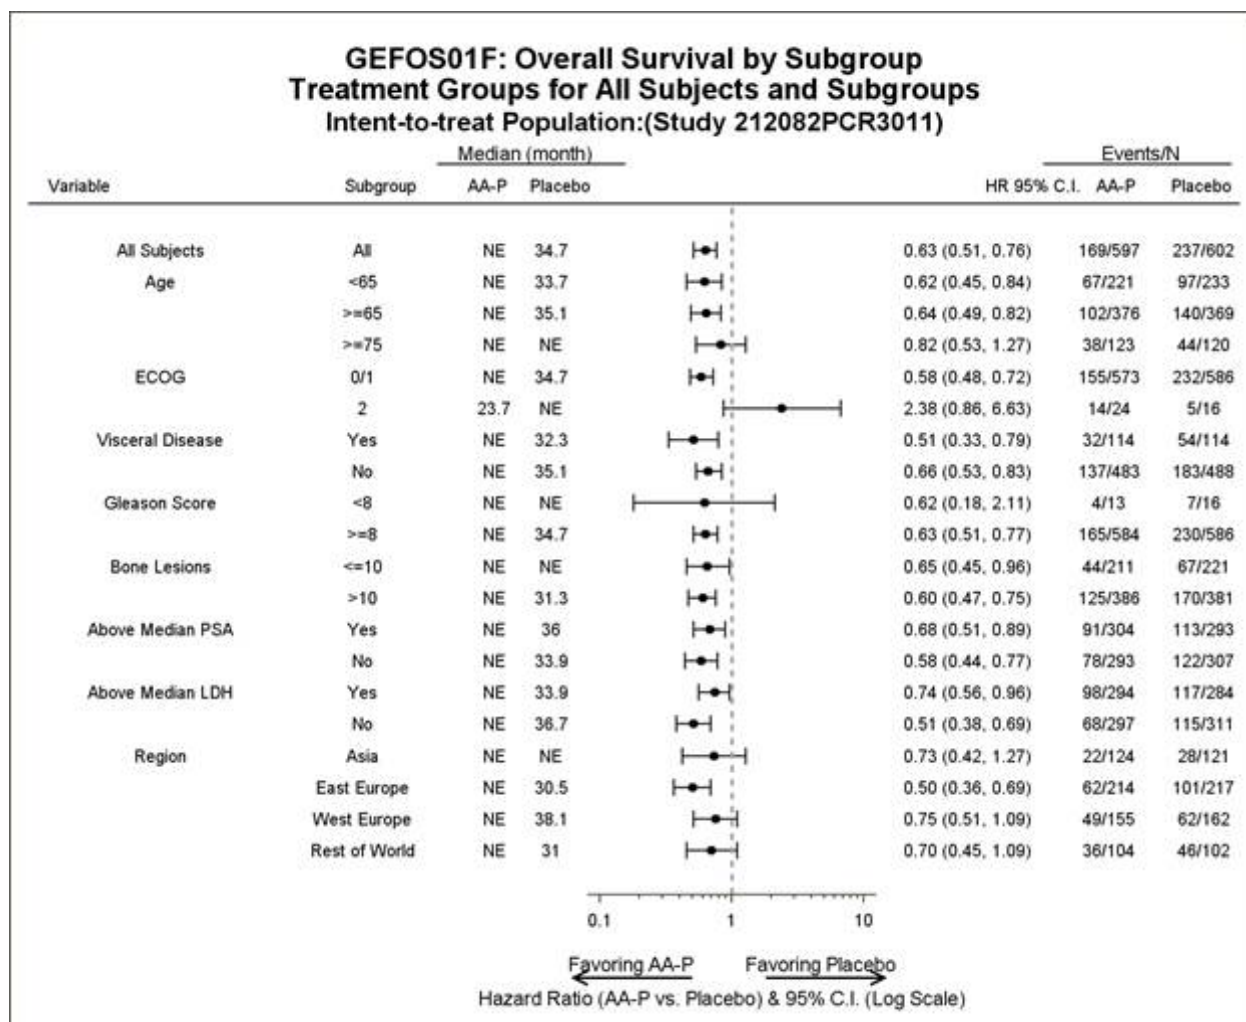 GEFOS01F: Overall Survival by Subgroup
Treatment Groups for All Subjects and Subgroups
Intent-to-treat Population:(Study 212082PCR3011)
Median (month) Events/N
Variable Subgroup AA-P Placebo HR 95% C.I. AA-P Placebo
All Subjects All NE 34.7 0.63 (0.51, 0.76) 169/597 237/602
Age <65 NE 33.7 0.62 (0.45, 0.84) 67/221 97/233
>=65 NE 35.1 0.64 (0.49, 0.82) 102/376 140/369
>=75 NE NE 0.82 (0.53, 1.27) 38/123 44/120
ECOG 0/1 NE 34.7 0.58 (0.48, 0.72) 155/573 232/586
2 23.7 NE 2.38 (0.86, 6.63) 14/24 5/16
Visceral Disease Yes NE 32.3 0.51 (0.33, 0.79) 32/114 54/114
No NE 35.1 0.66 (0.53, 0.83) 137/483 183/488
Gleason Score <8 NE NE 0.62 (0.18, 2.11) 4/13 7/16
>=8 NE 34.7 0.63 (0.51, 0.77) 165/584 230/586
Bone Lesions <=10 NE NE 0.65 (0.45, 0.96) 44/211 67/221
>10 NE 31.3 0.60 (0.47, 0.75) 125/386 170/381
Above Median PSA Yes NE 36 0.68 (0.51, 0.89) 91/304 113/293
No NE 33.9 0.58 (0.44, 0.77) 78/293 122/307
Above Median LDH Yes NE 33.9 0.74 (0.56, 0.96) 98/294 117/284
No NE 36.7 0.51 (0.38, 0.69) 68/297 115/311
Region Asia NE NE 0.73 (0.42, 1.27) 22/124 28/121
East Europe NE 30.5 0.50 (0.36, 0.69) 62/214 101/217
West Europe NE 38.1 0.75 (0.51, 1.09) 49/155 62/162
Rest of World NE 31 0.70 (0.45, 1.09) 36/104 46/102
0.1 1 10
Favoring AA-P Favoring Placebo
Hazard Ratio (AA-P vs. Placebo) & 95% C.I. (Log Scale)